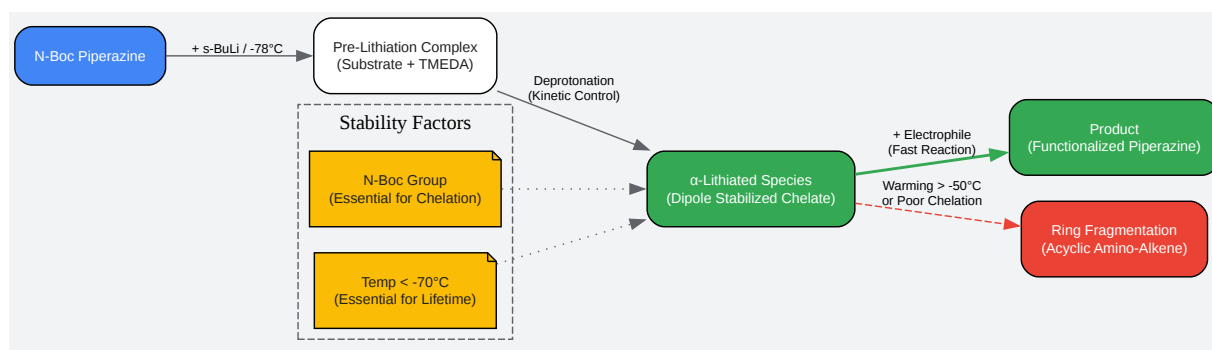 N-Boc Piperazine
+ s-BuLi / -78°C
Pre-Lithiation Complex
(Substrate + TMEDA)
Deprotonation
(Kinetic Control)
Stability Factors
N-Boc Group
(Essential for Chelation)
Temp < -70°C
(Essential for Lifetime)
α-Lithiated Species
(Dipole Stabilized Chelate)
+ Electrophile
(Fast Reaction)
Warming > -50°C
or Poor Chelation
Product
(Functionalized Piperazine)
Ring Fragmentation
(Acyclic Amino-Alkene)